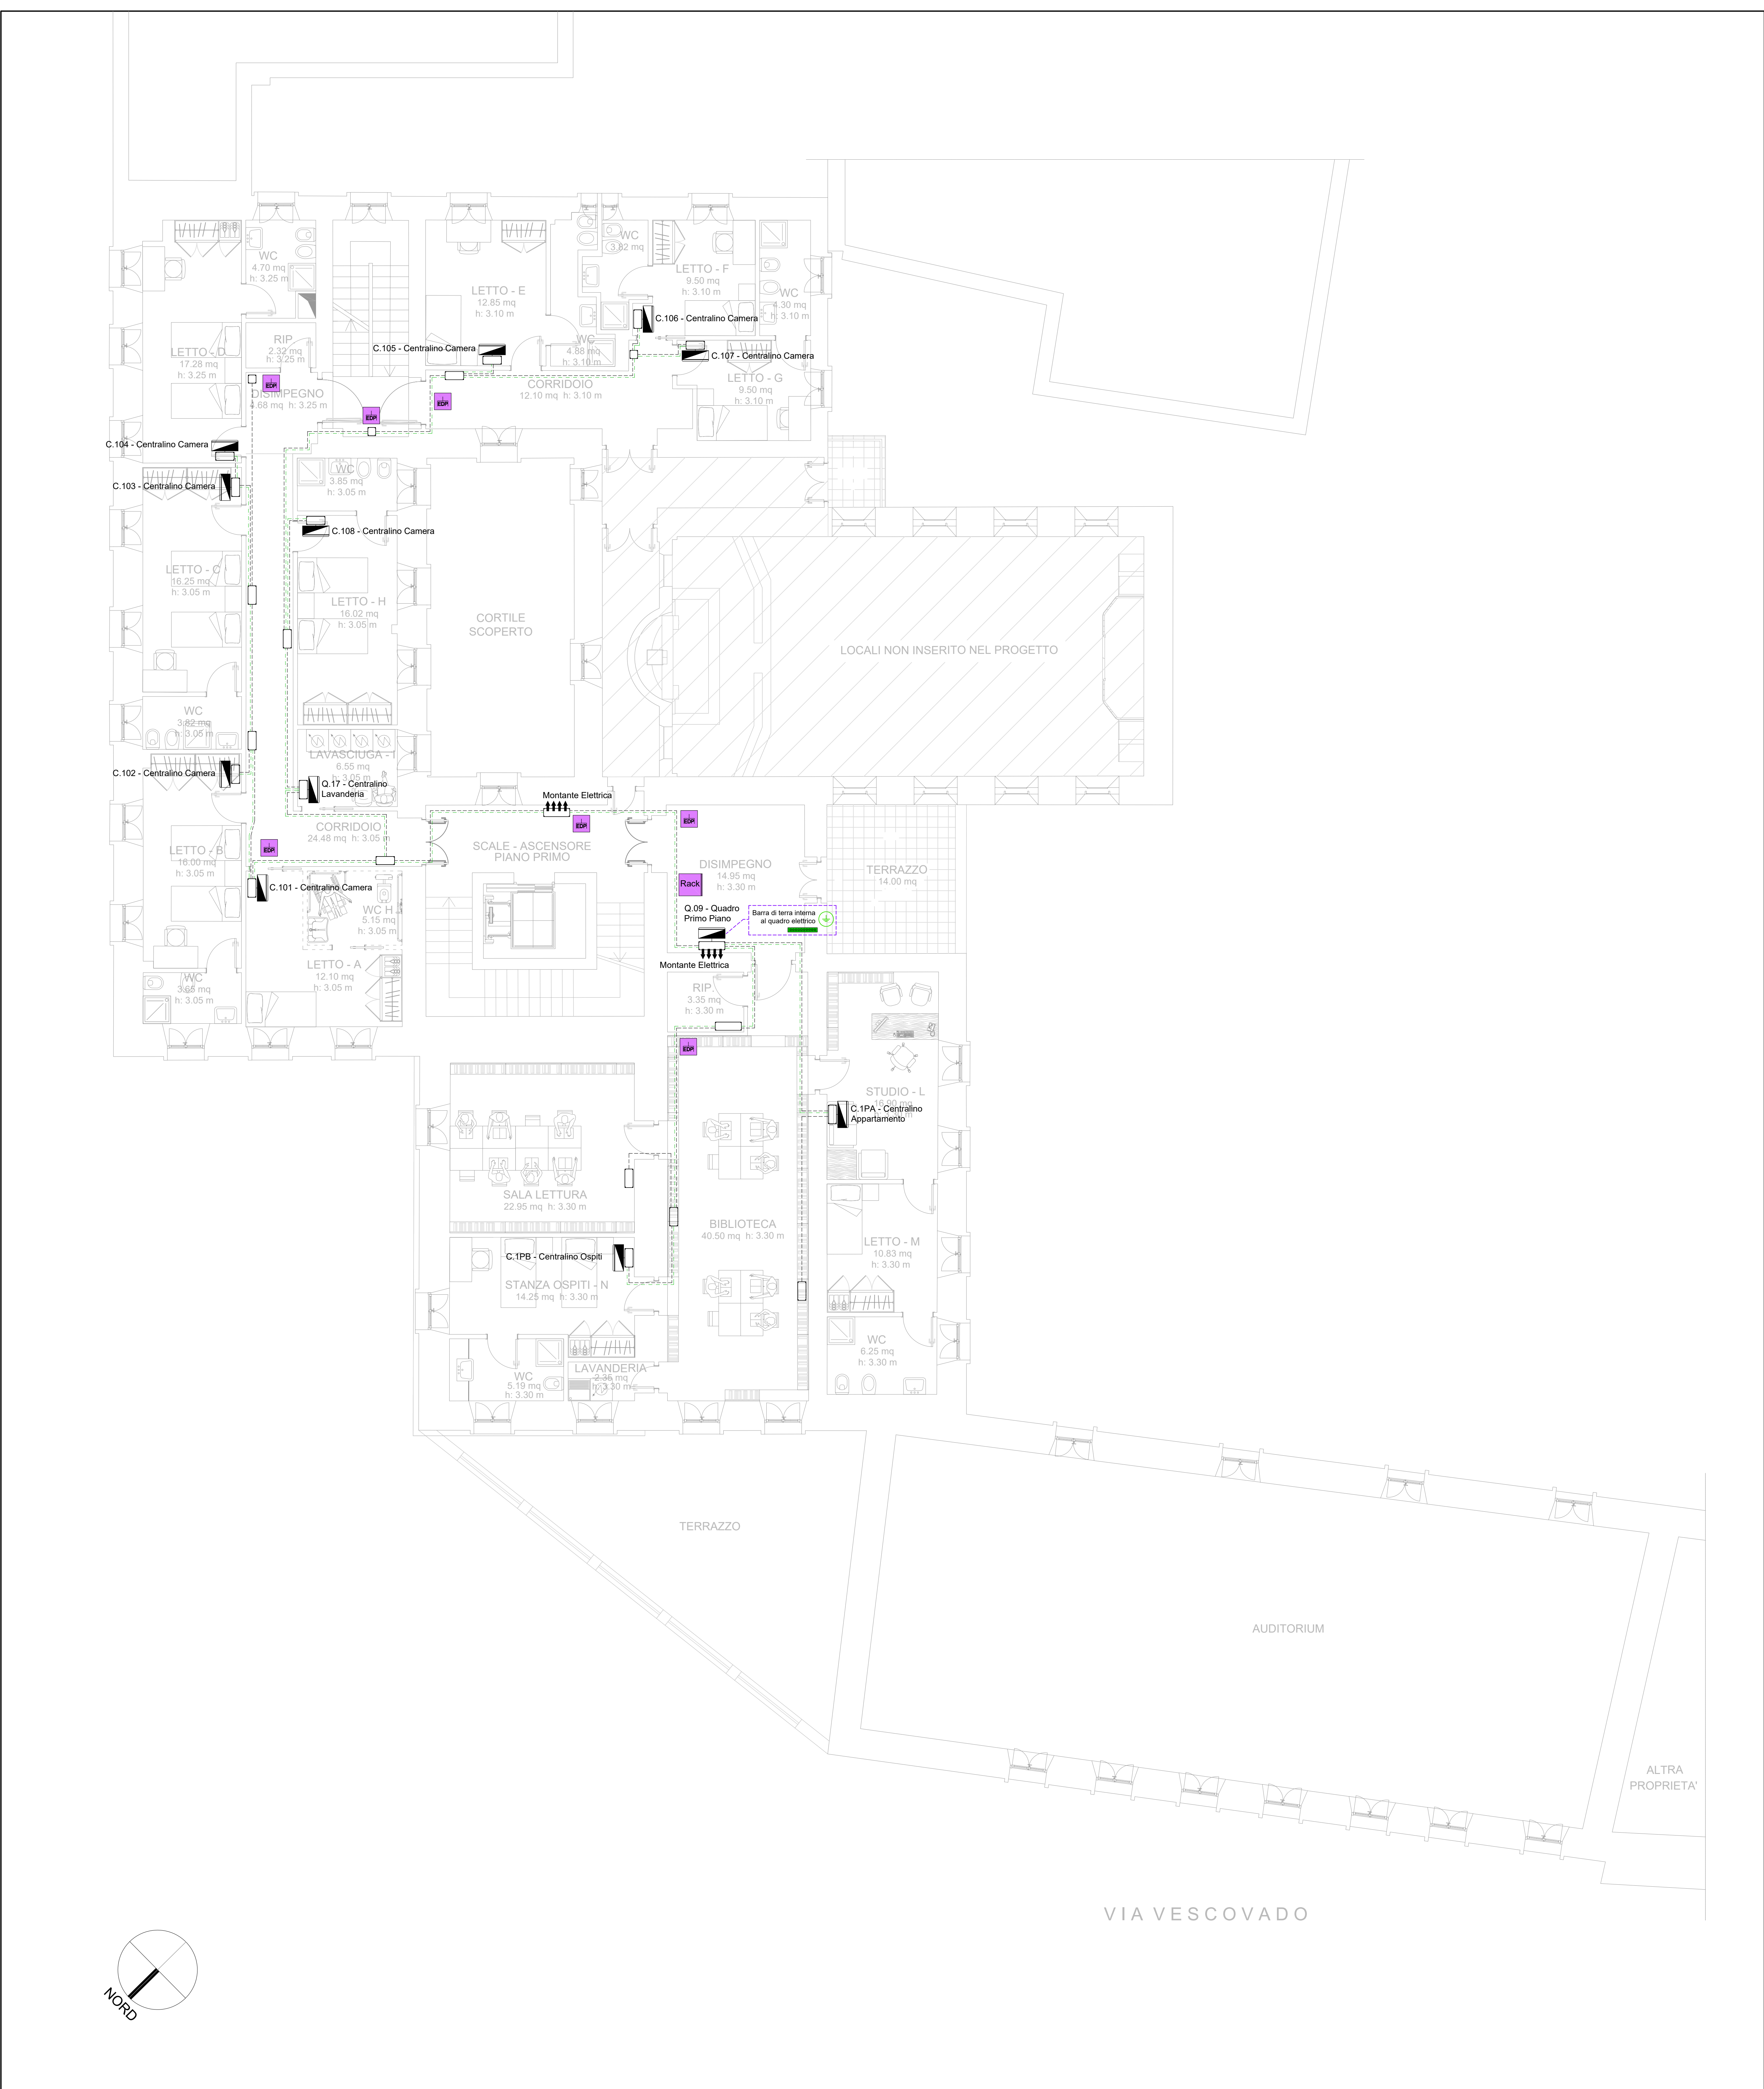 WC
4.70 mq
h: 3.25 m
LETTO - E
12.85 mq
h: 3.10 m
WC
3.82 mq
LETTO - F
9.50 mq
h: 3.10 m
WC
4.30 mq
h: 3.10 m
C.106 - Centralino Camera
LETTO - D
17.28 mq
h: 3.25 m
RIP.
2.32 mq
h: 3.25 m
C.105 - Centralino Camera
WC
4.88 mq
h: 3.10 m
C.107 - Centralino Camera
LETTO - G
9.50 mq
h: 3.10 m
CORRIDOIO
12.10 mq h: 3.10 m
EDP
DISIMPEGNO
4.68 mq h: 3.25 m
EDP
EDP
C.104 - Centralino Camera
C.103 - Centralino Camera
WC
3.85 mq
h: 3.05 m
C.108 - Centralino Camera
LETTO - C
16.25 mq
h: 3.05 m
LETTO - H
16.02 mq
h: 3.05 m
CORTILE
SCOPERTO
LOCALI NON INSERITO NEL PROGETTO
WC
3.82 mq
h: 3.05 m
C.102 - Centralino Camera
LAVASCIUGA - I
6.55 mq
h: 3.05 m
Q.17 - Centralino
Lavanderia
Montante Elettrica
EDP
EDP
CORRIDOIO
24.48 mq h: 3.05 m
EDP
LETTO - B
16.00 mq
h: 3.05 m
SCALE - ASCENSORE
PIANO PRIMO
DISIMPEGNO
14.95 mq
h: 3.30 m
TERRAZZO
14.00 mq
C.101 - Centralino Camera
Rack
WC H
5.15 mq
h: 3.05 m
Q.09 - Quadro
Primo Piano
Barra di terra interna
al quadro elettrico
Montante Elettrica
LETTO - A
12.10 mq
h: 3.05 m
WC
3.65 mq
h: 3.05 m
RIP.
3.35 mq
h: 3.30 m
EDP
STUDIO - L
16.90 mq
C.1PA - Centralino
Appartamento
SALA LETTURA
22.95 mq h: 3.30 m
BIBLIOTECA
40.50 mq h: 3.30 m
LETTO - M
10.83 mq
h: 3.30 m
C.1PB - Centralino Ospiti
STANZA OSPITI - N
14.25 mq h: 3.30 m
WC
6.25 mq
h: 3.30 m
WC
5.19 mq
h: 3.30 m
LAVANDERIA
2.35 mq
h: 3.30 m
TERRAZZO
AUDITORIUM
ALTRA
PROPRIETA'
VIA VESCOVADO
NORD